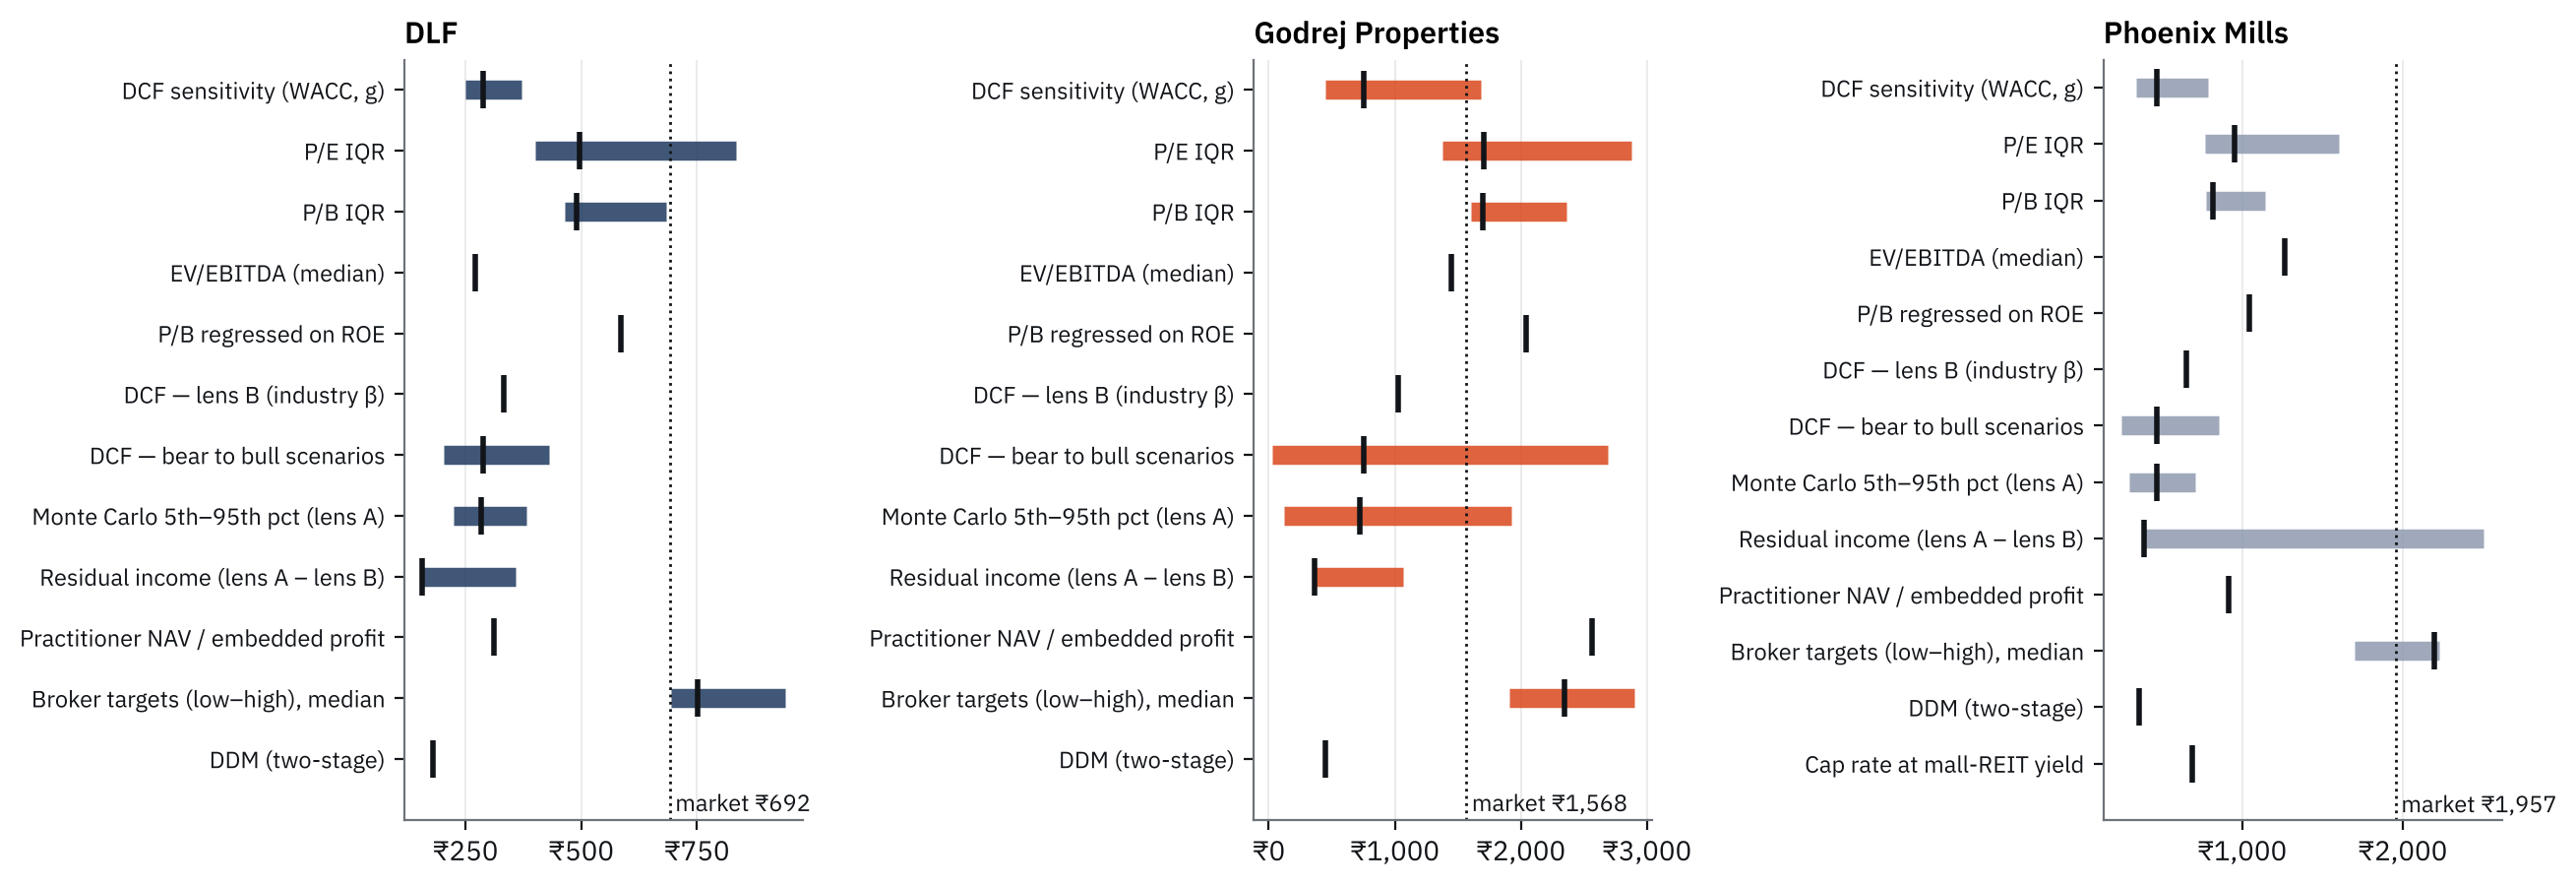 DLF
DCF sensitivity (WACC, g)
P/E IQR
P/B IQR
EV/EBITDA (median)
P/B regressed on ROE
DCF — lens B (industry β)
DCF — bear to bull scenarios
Monte Carlo 5th–95th pct (lens A)
Residual income (lens A – lens B)
Practitioner NAV / embedded profit
Broker targets (low–high), median
DDM (two-stage)
market ₹692
₹250 ₹500 ₹750
Godrej Properties
DCF sensitivity (WACC, g)
P/E IQR
P/B IQR
EV/EBITDA (median)
P/B regressed on ROE
DCF — lens B (industry β)
DCF — bear to bull scenarios
Monte Carlo 5th–95th pct (lens A)
Residual income (lens A – lens B)
Practitioner NAV / embedded profit
Broker targets (low–high), median
DDM (two-stage)
market ₹1,568
₹0 ₹1,000 ₹2,000 ₹3,000
Phoenix Mills
DCF sensitivity (WACC, g)
P/E IQR
P/B IQR
EV/EBITDA (median)
P/B regressed on ROE
DCF — lens B (industry β)
DCF — bear to bull scenarios
Monte Carlo 5th–95th pct (lens A)
Residual income (lens A – lens B)
Practitioner NAV / embedded profit
Broker targets (low–high), median
DDM (two-stage)
Cap rate at mall-REIT yield
market ₹1,957
₹1,000 ₹2,000